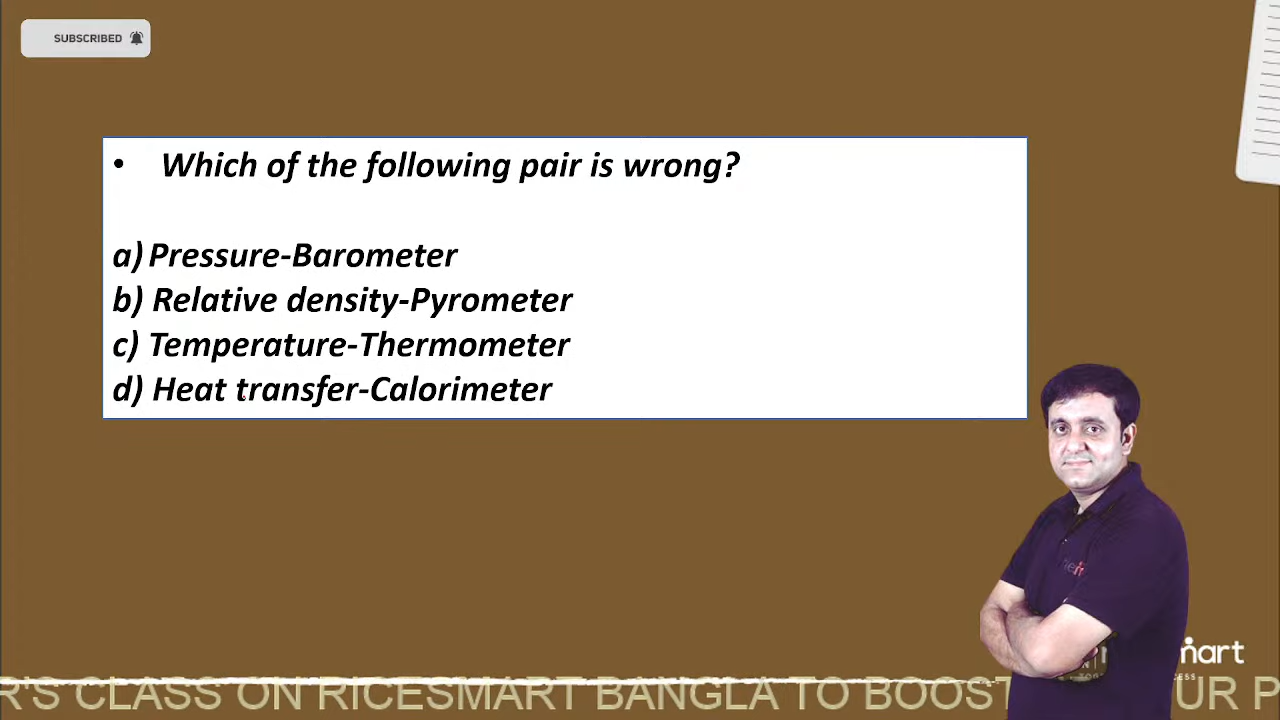 SUBSCRIBED
• Which of the following pair is wrong?
a) Pressure-Barometer
b) Relative density-Pyrometer
c) Temperature-Thermometer
d) Heat transfer-Calorimeter
R'S CLASS ON RICESMART BANGLA TO BOOST UR P